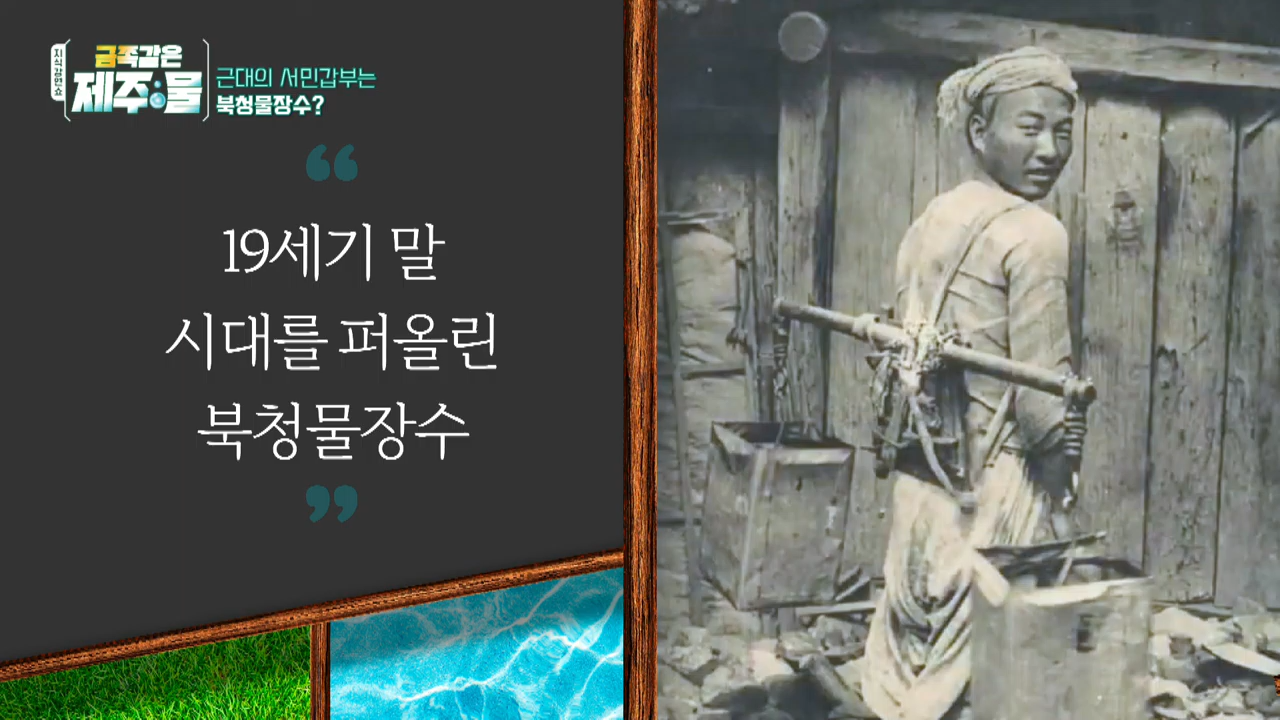 지식강연쇼
금쪽같은
제주:물
근대의 서민갑부는
북청물장수?
“
19세기 말
시대를 퍼올린
북청물장수
”